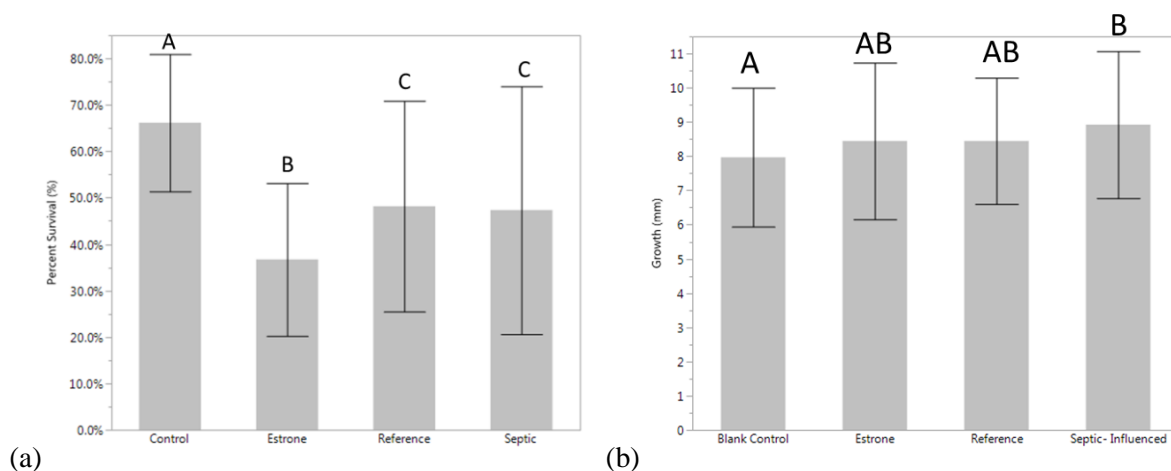 A
B
C
C
80.0%
70.0%
60.0%
50.0%
40.0%
30.0%
20.0%
10.0%
0.0%
Percent Survival (%)
Control
Estrone
Reference
Septic
(a)
A
AB
AB
B
11
10
9
8
7
6
5
4
3
2
1
0
Growth (mm)
Blank Control
Estrone
Reference
Septic- Influenced
(b)